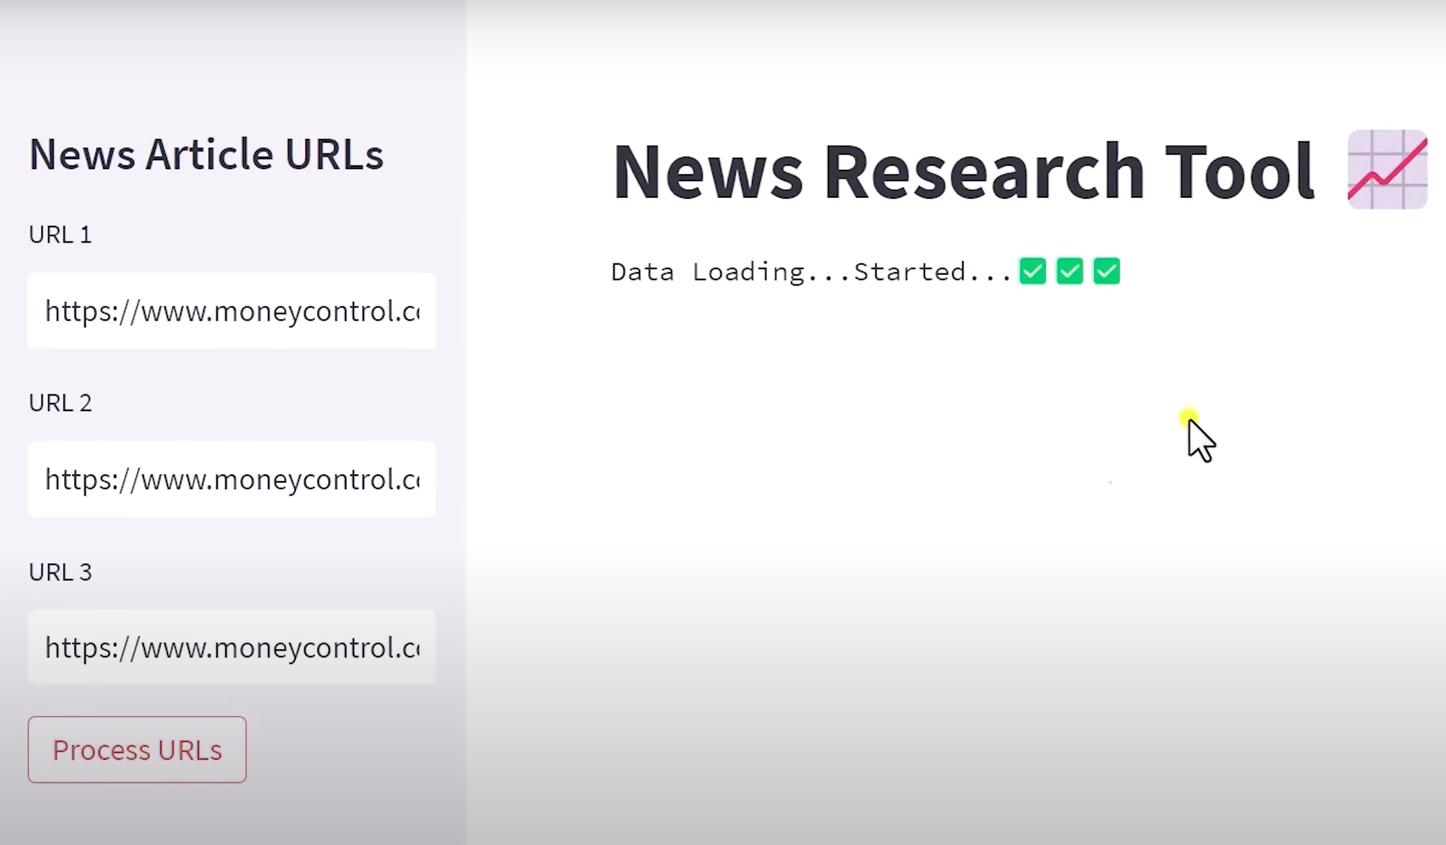 News Article URLs
URL 1
https://www.moneycontrol.c
URL 2
https://www.moneycontrol.c
URL 3
https://www.moneycontrol.c
Process URLs
News Research Tool
Data Loading...Started...✅✅✅